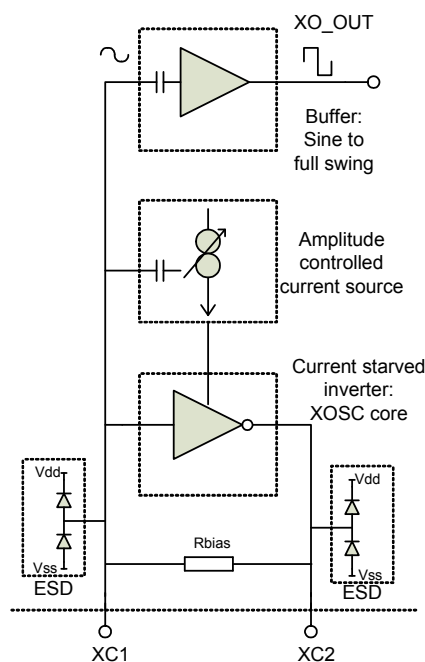 XO_OUT
Buffer:
Sine to
full swing
Amplitude
controlled
current source
Current starved
inverter:
XOSC core
Vdd
Vss
ESD
Rbias
Vdd
Vss
ESD
XC1
XC2